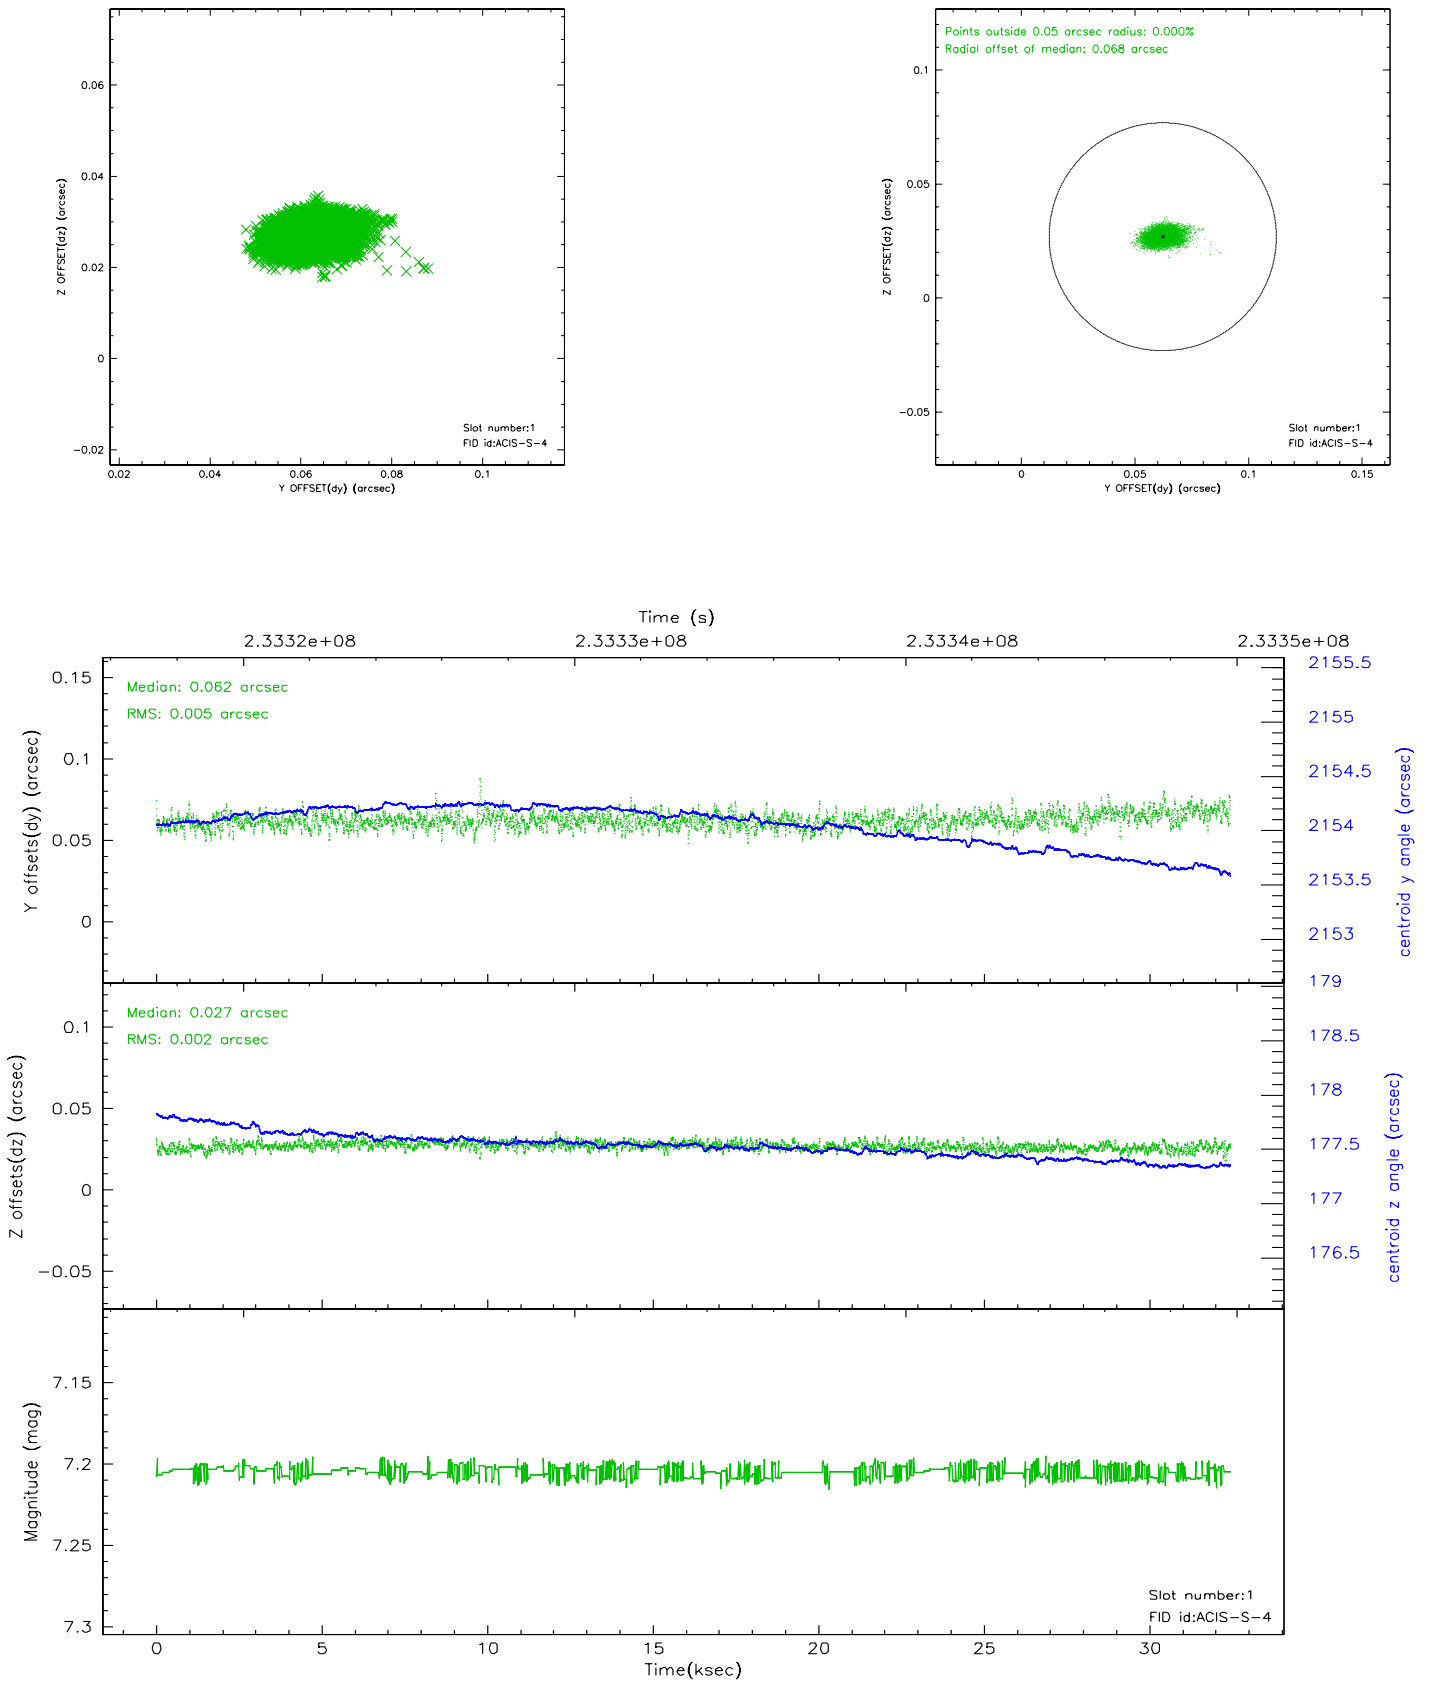 0.06
0.04
0.02
0
−0.02
Z OFFSET(dz) (arcsec)
Slot number:1
FID id:ACIS−S−4
0.02
0.04
0.06
0.08
0.1
Y OFFSET(dy) (arcsec)
Points outside 0.05 arcsec radius: 0.000%
Radial offset of median: 0.068 arcsec
0.1
0.05
0
−0.05
Z OFFSET(dz) (arcsec)
Slot number:1
FID id:ACIS−S−4
0
0.05
0.1
0.15
Y OFFSET(dy) (arcsec)
Time (s)
2.3332e+08
2.3333e+08
2.3334e+08
2.3335e+08
Median: 0.062 arcsec
RMS: 0.005 arcsec
0.15
0.1
0.05
0
Y offsets(dy) (arcsec)
2155.5
2155
2154.5
2154
2153.5
2153
centroid y angle (arcsec)
Median: 0.027 arcsec
RMS: 0.002 arcsec
0.1
0.05
0
−0.05
Z offsets(dz) (arcsec)
179
178.5
178
177.5
177
176.5
centroid z angle (arcsec)
7.15
7.2
7.25
7.3
Magnitude (mag)
Slot number:1
FID id:ACIS−S−4
0
5
10
15
20
25
30
Time(ksec)